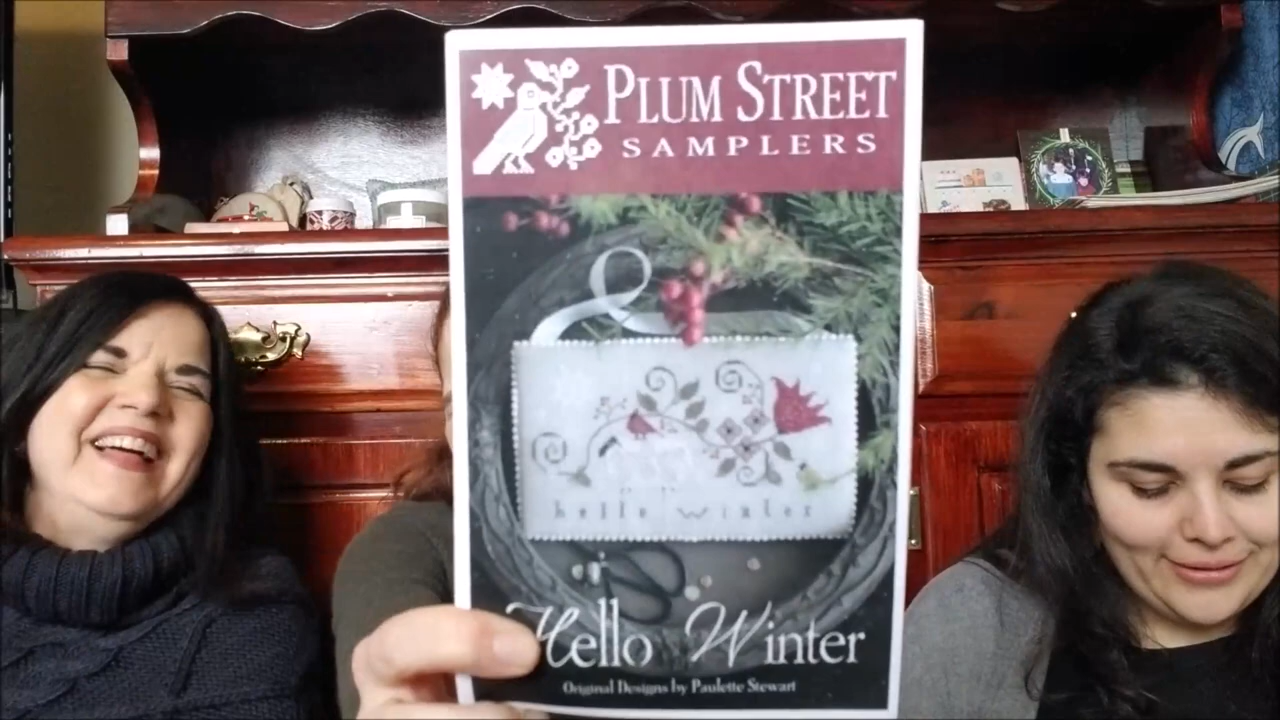 PLUM STREET
SAMPLERS
hello winter
Hello Winter
Original Designs by Paulette Stewart